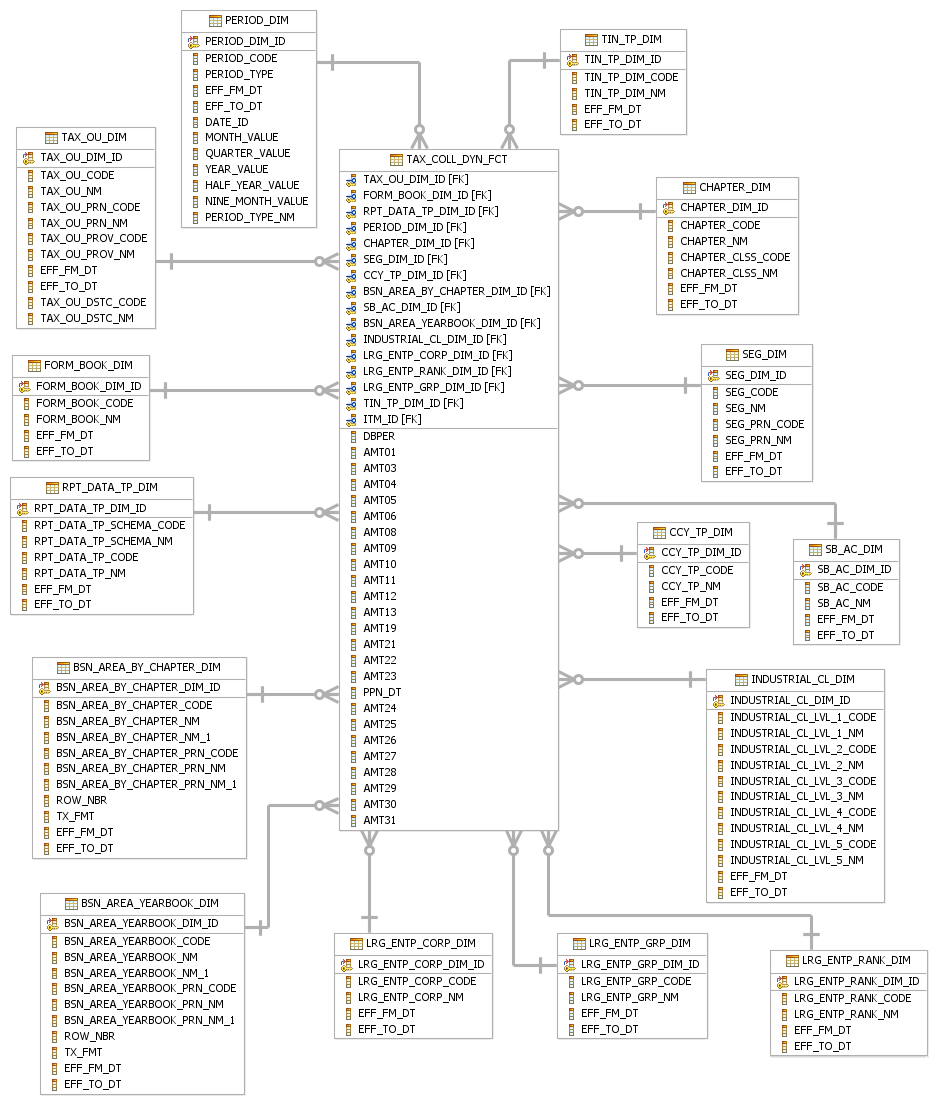 PERIOD_DIM
PERIOD_DIM_ID
PERIOD_CODE
PERIOD_TYPE
EFF_FM_DT
EFF_TO_DT
DATE_ID
MONTH_VALUE
QUARTER_VALUE
YEAR_VALUE
HALF_YEAR_VALUE
NINE_MONTH_VALUE
PERIOD_TYPE_NM
TIN_TP_DIM
TIN_TP_DIM_ID
TIN_TP_DIM_CODE
TIN_TP_DIM_NM
EFF_FM_DT
EFF_TO_DT
TAX_OU_DIM
TAX_OU_DIM_ID
TAX_OU_CODE
TAX_OU_NM
TAX_OU_PRN_CODE
TAX_OU_PRN_NM
TAX_OU_PROV_CODE
TAX_OU_PROV_NM
EFF_FM_DT
EFF_TO_DT
TAX_OU_DSTC_CODE
TAX_OU_DSTC_NM
TAX_COLL_DYN_FCT
TAX_OU_DIM_ID [FK]
FORM_BOOK_DIM_ID [FK]
RPT_DATA_TP_DIM_ID [FK]
PERIOD_DIM_ID [FK]
CHAPTER_DIM_ID [FK]
SEG_DIM_ID [FK]
CCY_TP_DIM_ID [FK]
BSN_AREA_BY_CHAPTER_DIM_ID [FK]
SB_AC_DIM_ID [FK]
BSN_AREA_YEARBOOK_DIM_ID [FK]
INDUSTRIAL_CL_DIM_ID [FK]
LRG_ENTP_CORP_DIM_ID [FK]
LRG_ENTP_RANK_DIM_ID [FK]
LRG_ENTP_GRP_DIM_ID [FK]
TIN_TP_DIM_ID [FK]
ITM_ID [FK]
DBPER
AMT01
AMT03
AMT04
AMT05
AMT06
AMT08
AMT09
AMT10
AMT11
AMT12
AMT13
AMT19
AMT21
AMT22
AMT23
PPN_DT
AMT24
AMT25
AMT26
AMT27
AMT28
AMT29
AMT30
AMT31
CHAPTER_DIM
CHAPTER_DIM_ID
CHAPTER_CODE
CHAPTER_NM
CHAPTER_CLSS_CODE
CHAPTER_CLSS_NM
EFF_FM_DT
EFF_TO_DT
FORM_BOOK_DIM
FORM_BOOK_DIM_ID
FORM_BOOK_CODE
FORM_BOOK_NM
EFF_FM_DT
EFF_TO_DT
SEG_DIM
SEG_DIM_ID
SEG_CODE
SEG_NM
SEG_PRN_CODE
SEG_PRN_NM
EFF_FM_DT
EFF_TO_DT
RPT_DATA_TP_DIM
RPT_DATA_TP_DIM_ID
RPT_DATA_TP_SCHEMA_CODE
RPT_DATA_TP_SCHEMA_NM
RPT_DATA_TP_CODE
RPT_DATA_TP_NM
EFF_FM_DT
EFF_TO_DT
CCY_TP_DIM
CCY_TP_DIM_ID
CCY_TP_CODE
CCY_TP_NM
EFF_FM_DT
EFF_TO_DT
SB_AC_DIM
SB_AC_DIM_ID
SB_AC_CODE
SB_AC_NM
EFF_FM_DT
EFF_TO_DT
BSN_AREA_BY_CHAPTER_DIM
BSN_AREA_BY_CHAPTER_DIM_ID
BSN_AREA_BY_CHAPTER_CODE
BSN_AREA_BY_CHAPTER_NM
BSN_AREA_BY_CHAPTER_NM_1
BSN_AREA_BY_CHAPTER_PRN_CODE
BSN_AREA_BY_CHAPTER_PRN_NM
BSN_AREA_BY_CHAPTER_PRN_NM_1
ROW_NBR
TX_FMT
EFF_FM_DT
EFF_TO_DT
INDUSTRIAL_CL_DIM
INDUSTRIAL_CL_DIM_ID
INDUSTRIAL_CL_LVL_1_CODE
INDUSTRIAL_CL_LVL_1_NM
INDUSTRIAL_CL_LVL_2_CODE
INDUSTRIAL_CL_LVL_2_NM
INDUSTRIAL_CL_LVL_3_CODE
INDUSTRIAL_CL_LVL_3_NM
INDUSTRIAL_CL_LVL_4_CODE
INDUSTRIAL_CL_LVL_4_NM
INDUSTRIAL_CL_LVL_5_CODE
INDUSTRIAL_CL_LVL_5_NM
EFF_FM_DT
EFF_TO_DT
BSN_AREA_YEARBOOK_DIM
BSN_AREA_YEARBOOK_DIM_ID
BSN_AREA_YEARBOOK_CODE
BSN_AREA_YEARBOOK_NM
BSN_AREA_YEARBOOK_NM_1
BSN_AREA_YEARBOOK_PRN_CODE
BSN_AREA_YEARBOOK_PRN_NM
BSN_AREA_YEARBOOK_PRN_NM_1
ROW_NBR
TX_FMT
EFF_FM_DT
EFF_TO_DT
LRG_ENTP_CORP_DIM
LRG_ENTP_CORP_DIM_ID
LRG_ENTP_CORP_CODE
LRG_ENTP_CORP_NM
EFF_FM_DT
EFF_TO_DT
LRG_ENTP_GRP_DIM
LRG_ENTP_GRP_DIM_ID
LRG_ENTP_GRP_CODE
LRG_ENTP_GRP_NM
EFF_FM_DT
EFF_TO_DT
LRG_ENTP_RANK_DIM
LRG_ENTP_RANK_DIM_ID
LRG_ENTP_RANK_CODE
LRG_ENTP_RANK_NM
EFF_FM_DT
EFF_TO_DT